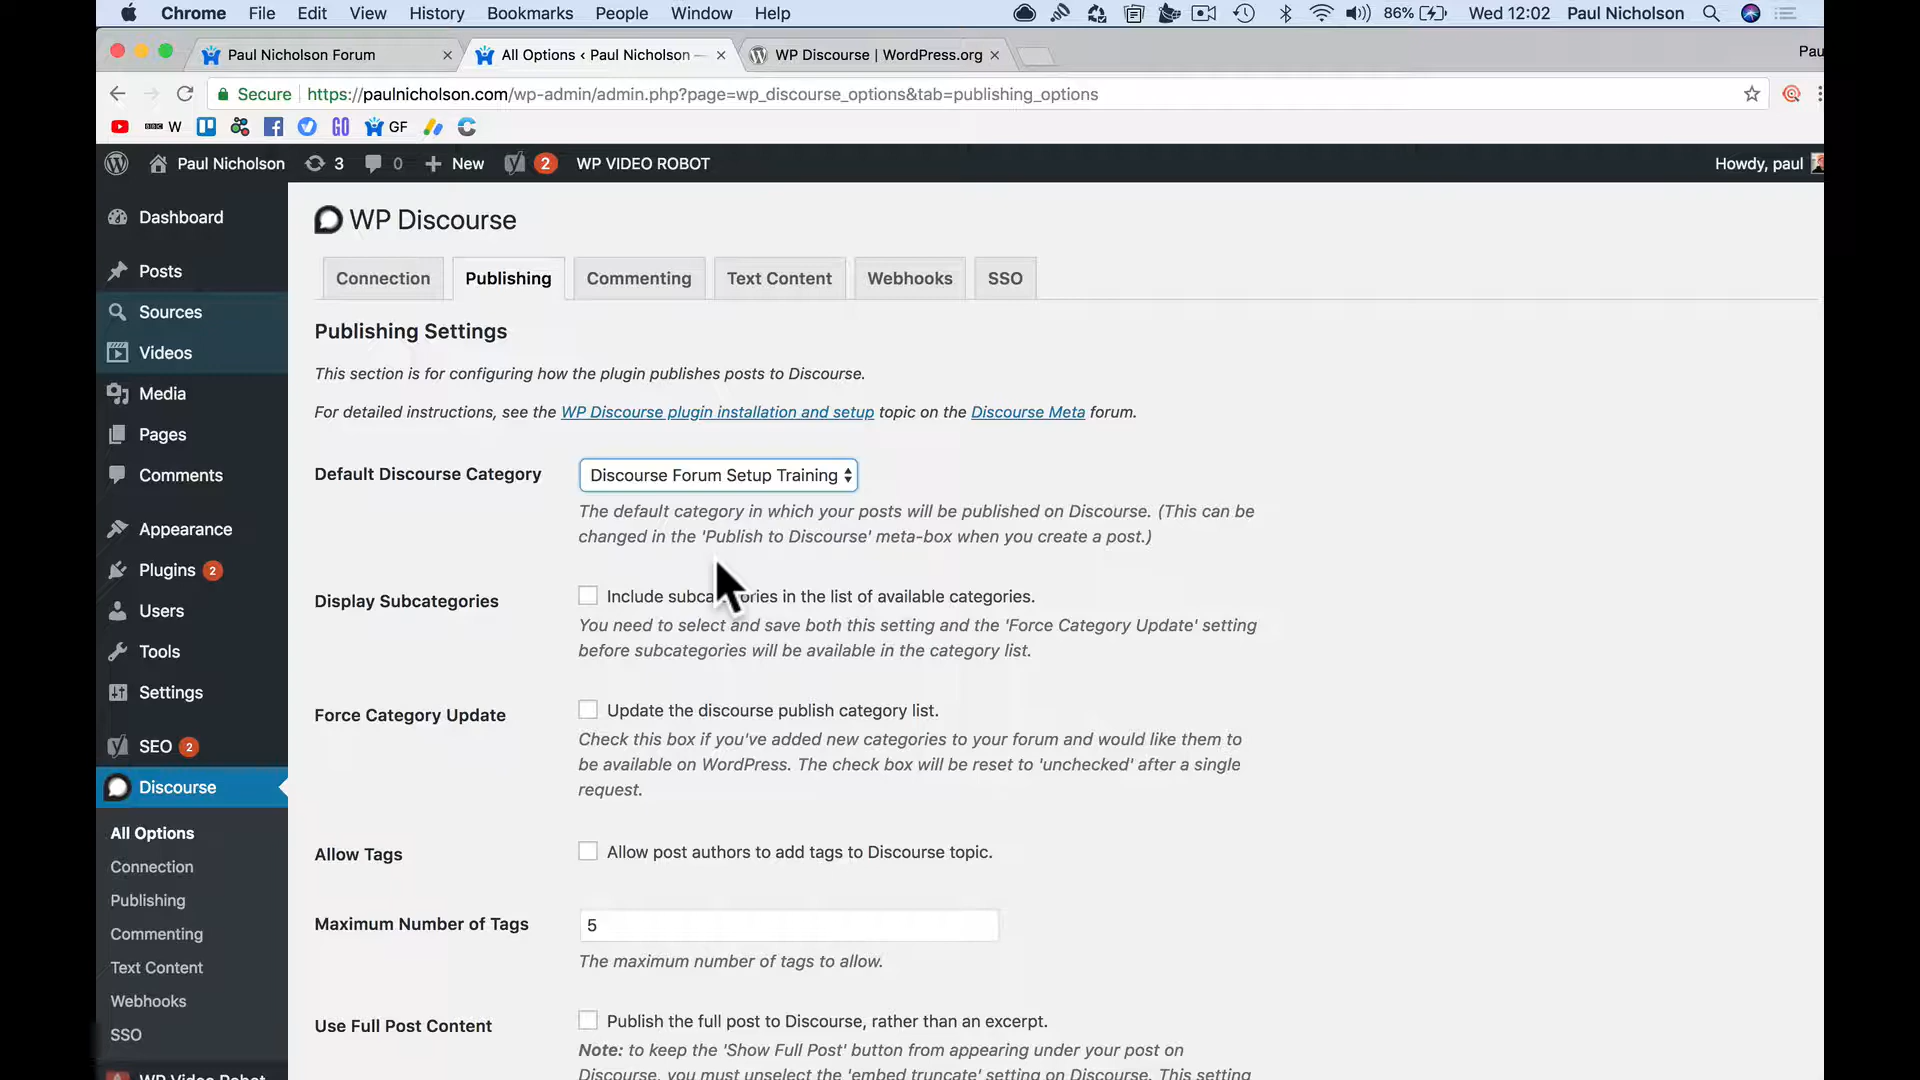 Chrome File Edit View History Bookmarks People Window Help 86% Wed 12:02 Paul Nicholson
Paul Nicholson Forum All Options ‹ Paul Nicholson — WP Discourse | WordPress.org Pau
Secure https://paulnicholson.com/wp-admin/admin.php?page=wp_discourse_options&tab=publishing_options
BBC W GO GF
Paul Nicholson 3 0 New 2 WP VIDEO ROBOT Howdy, paul
Dashboard
Posts
Sources
Videos
Media
Pages
Comments
Appearance
Plugins 2
Users
Tools
Settings
SEO 2
Discourse
All Options
Connection
Publishing
Commenting
Text Content
Webhooks
SSO
WP Video Robot
WP Discourse
Connection Publishing Commenting Text Content Webhooks SSO
Publishing Settings
This section is for configuring how the plugin publishes posts to Discourse.
For detailed instructions, see the WP Discourse plugin installation and setup topic on the Discourse Meta forum.
Default Discourse Category Discourse Forum Setup Training
The default category in which your posts will be published on Discourse. (This can be
changed in the 'Publish to Discourse' meta-box when you create a post.)
Display Subcategories Include subcategories in the list of available categories.
You need to select and save both this setting and the 'Force Category Update' setting
before subcategories will be available in the category list.
Force Category Update Update the discourse publish category list.
Check this box if you've added new categories to your forum and would like them to
be available on WordPress. The check box will be reset to 'unchecked' after a single
request.
Allow Tags Allow post authors to add tags to Discourse topic.
Maximum Number of Tags 5
The maximum number of tags to allow.
Use Full Post Content Publish the full post to Discourse, rather than an excerpt.
Note: to keep the 'Show Full Post' button from appearing under your post on
Discourse, you must unselect the 'embed truncate' setting on Discourse. This setting